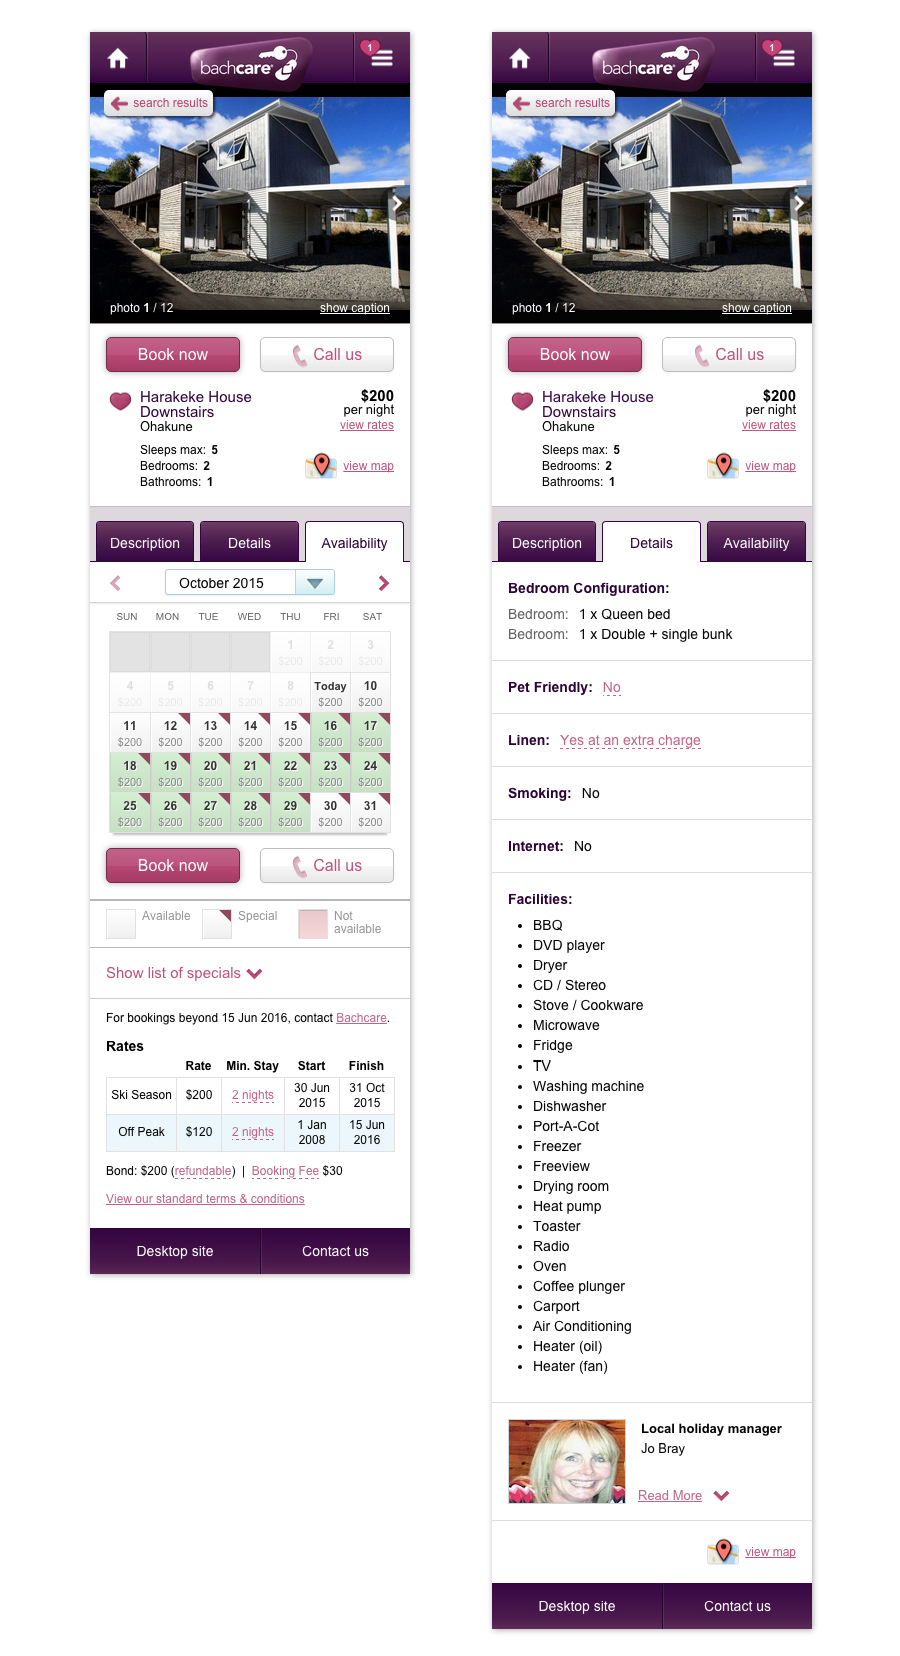 bachcare
1
search results
photo 1 / 12
show caption
Book now
Call us
Harakeke House
Downstairs
Ohakune
$200
per night
view rates
Sleeps max: 5
Bedrooms: 2
Bathrooms: 1
view map
Description
Details
Availability
October 2015
SUN MON TUE WED THU FRI SAT
1 2 3
$200 $200 $200
4 5 6 7 8 Today 10
$200 $200 $200 $200 $200 $200 $200
11 12 13 14 15 16 17
$200 $200 $200 $200 $200 $200 $200
18 19 20 21 22 23 24
$200 $200 $200 $200 $200 $200 $200
25 26 27 28 29 30 31
$200 $200 $200 $200 $200 $200 $200
Book now
Call us
Available
Special
Not
available
Show list of specials
For bookings beyond 15 Jun 2016, contact Bachcare.
Rates
Rate Min. Stay Start Finish
Ski Season $200 2 nights 30 Jun 2015 31 Oct 2015
Off Peak $120 2 nights 1 Jan 2008 15 Jun 2016
Bond: $200 (refundable) | Booking Fee $30
View our standard terms & conditions
Desktop site
Contact us
bachcare
1
search results
photo 1 / 12
show caption
Book now
Call us
Harakeke House
Downstairs
Ohakune
$200
per night
view rates
Sleeps max: 5
Bedrooms: 2
Bathrooms: 1
view map
Description
Details
Availability
Bedroom Configuration:
Bedroom: 1 x Queen bed
Bedroom: 1 x Double + single bunk
Pet Friendly: No
Linen: Yes at an extra charge
Smoking: No
Internet: No
Facilities:
• BBQ
• DVD player
• Dryer
• CD / Stereo
• Stove / Cookware
• Microwave
• Fridge
• TV
• Washing machine
• Dishwasher
• Port-A-Cot
• Freezer
• Freeview
• Drying room
• Heat pump
• Toaster
• Radio
• Oven
• Coffee plunger
• Carport
• Air Conditioning
• Heater (oil)
• Heater (fan)
Local holiday manager
Jo Bray
Read More
view map
Desktop site
Contact us